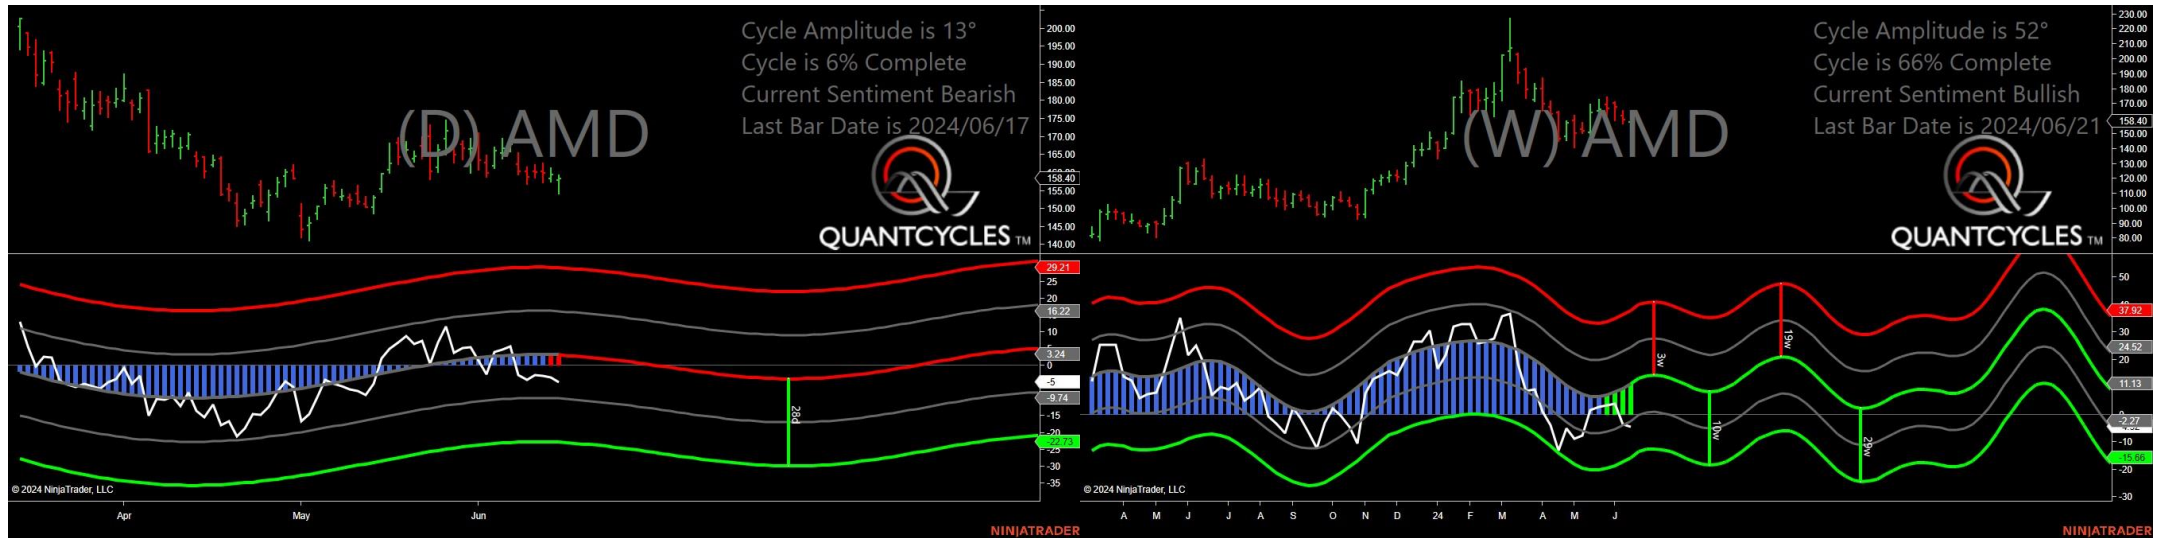 Cycle Amplitude is 13°
Cycle is 6% Complete
Current Sentiment Bearish
Last Bar Date is 2024/06/17
(D) AMD
QUANTCYCLES TM
200.00
195.00
190.00
185.00
180.00
175.00
170.00
165.00
158.40
155.00
150.00
145.00
140.00
29.21
25
20
16.22
10
3.24
0
-5
-9.74
-15
-20
-22.73
-25
-30
-35
28d
© 2024 NinjaTrader, LLC
Apr May Jun
NINJATRADER
Cycle Amplitude is 52°
Cycle is 66% Complete
Current Sentiment Bullish
Last Bar Date is 2024/06/21
(W) AMD
QUANTCYCLES TM
230.00
220.00
210.00
200.00
190.00
180.00
170.00
158.40
150.00
140.00
130.00
120.00
110.00
100.00
90.00
80.00
50
37.92
30
24.52
20
11.13
-2.27
-10
-15.66
-20
-30
3w
10w
19w
29w
© 2024 NinjaTrader, LLC
A M J J A S O N D 24 F M A M J
NINJATRADER